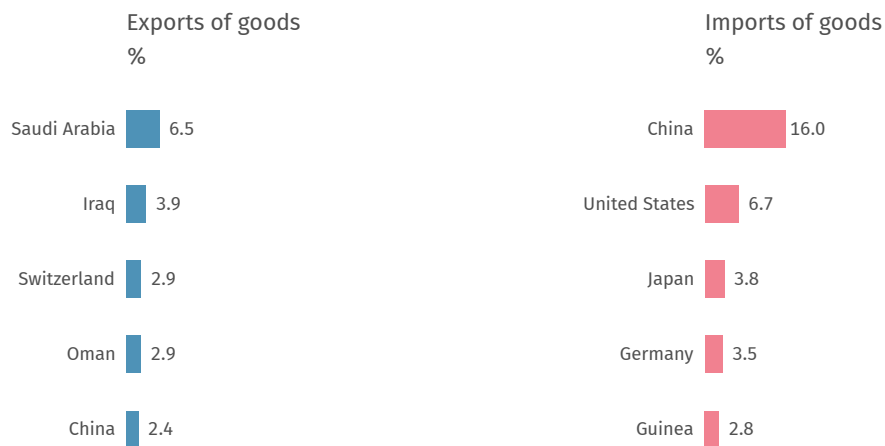 Exports of goods
%
Saudi Arabia 6.5
Iraq 3.9
Switzerland 2.9
Oman 2.9
China 2.4
Imports of goods
%
China 16.0
United States 6.7
Japan 3.8
Germany 3.5
Guinea 2.8